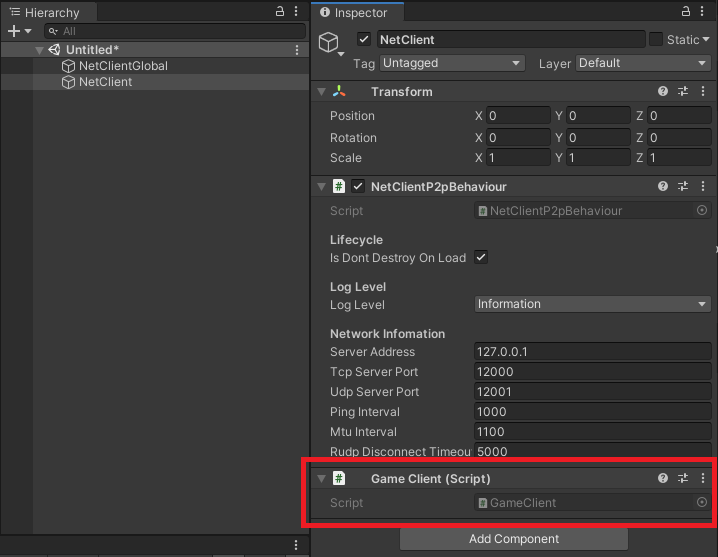 Hierarchy
All
Untitled*
NetClientGlobal
NetClient
Inspector
NetClient
Static
Tag Untagged Layer Default
Transform
Position X 0 Y 0 Z 0
Rotation X 0 Y 0 Z 0
Scale X 1 Y 1 Z 1
# NetClientP2pBehaviour
Script # NetClientP2pBehaviour
Lifecycle
Is Dont Destroy On Load
Log Level
Log Level Information
Network Infomation
Server Address 127.0.0.1
Tcp Server Port 12000
Udp Server Port 12001
Ping Interval 1000
Mtu Interval 1100
Rudp Disconnect Timeou 5000
# Game Client (Script)
Script # GameClient
Add Component